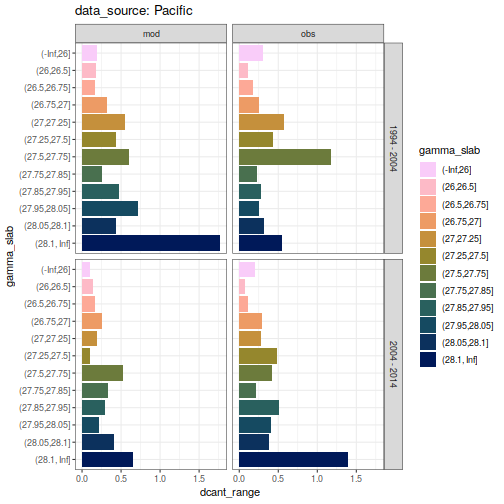 data_source: Pacific
mod
obs
(-Inf,26]
(26,26.5]
(26.5,26.75]
(26.75,27]
(27,27.25]
(27.25,27.5]
(27.5,27.75]
(27.75,27.85]
(27.85,27.95]
(27.95,28.05]
(28.05,28.1]
(28.1, Inf]
1994 - 2004
(-Inf,26]
(26,26.5]
(26.5,26.75]
(26.75,27]
(27,27.25]
(27.25,27.5]
(27.5,27.75]
(27.75,27.85]
(27.85,27.95]
(27.95,28.05]
(28.05,28.1]
(28.1, Inf]
2004 - 2014
gamma_slab
0.0 0.5 1.0 1.5
0.0 0.5 1.0 1.5
dcant_range
gamma_slab
(-Inf,26]
(26,26.5]
(26.5,26.75]
(26.75,27]
(27,27.25]
(27.25,27.5]
(27.5,27.75]
(27.75,27.85]
(27.85,27.95]
(27.95,28.05]
(28.05,28.1]
(28.1, Inf]